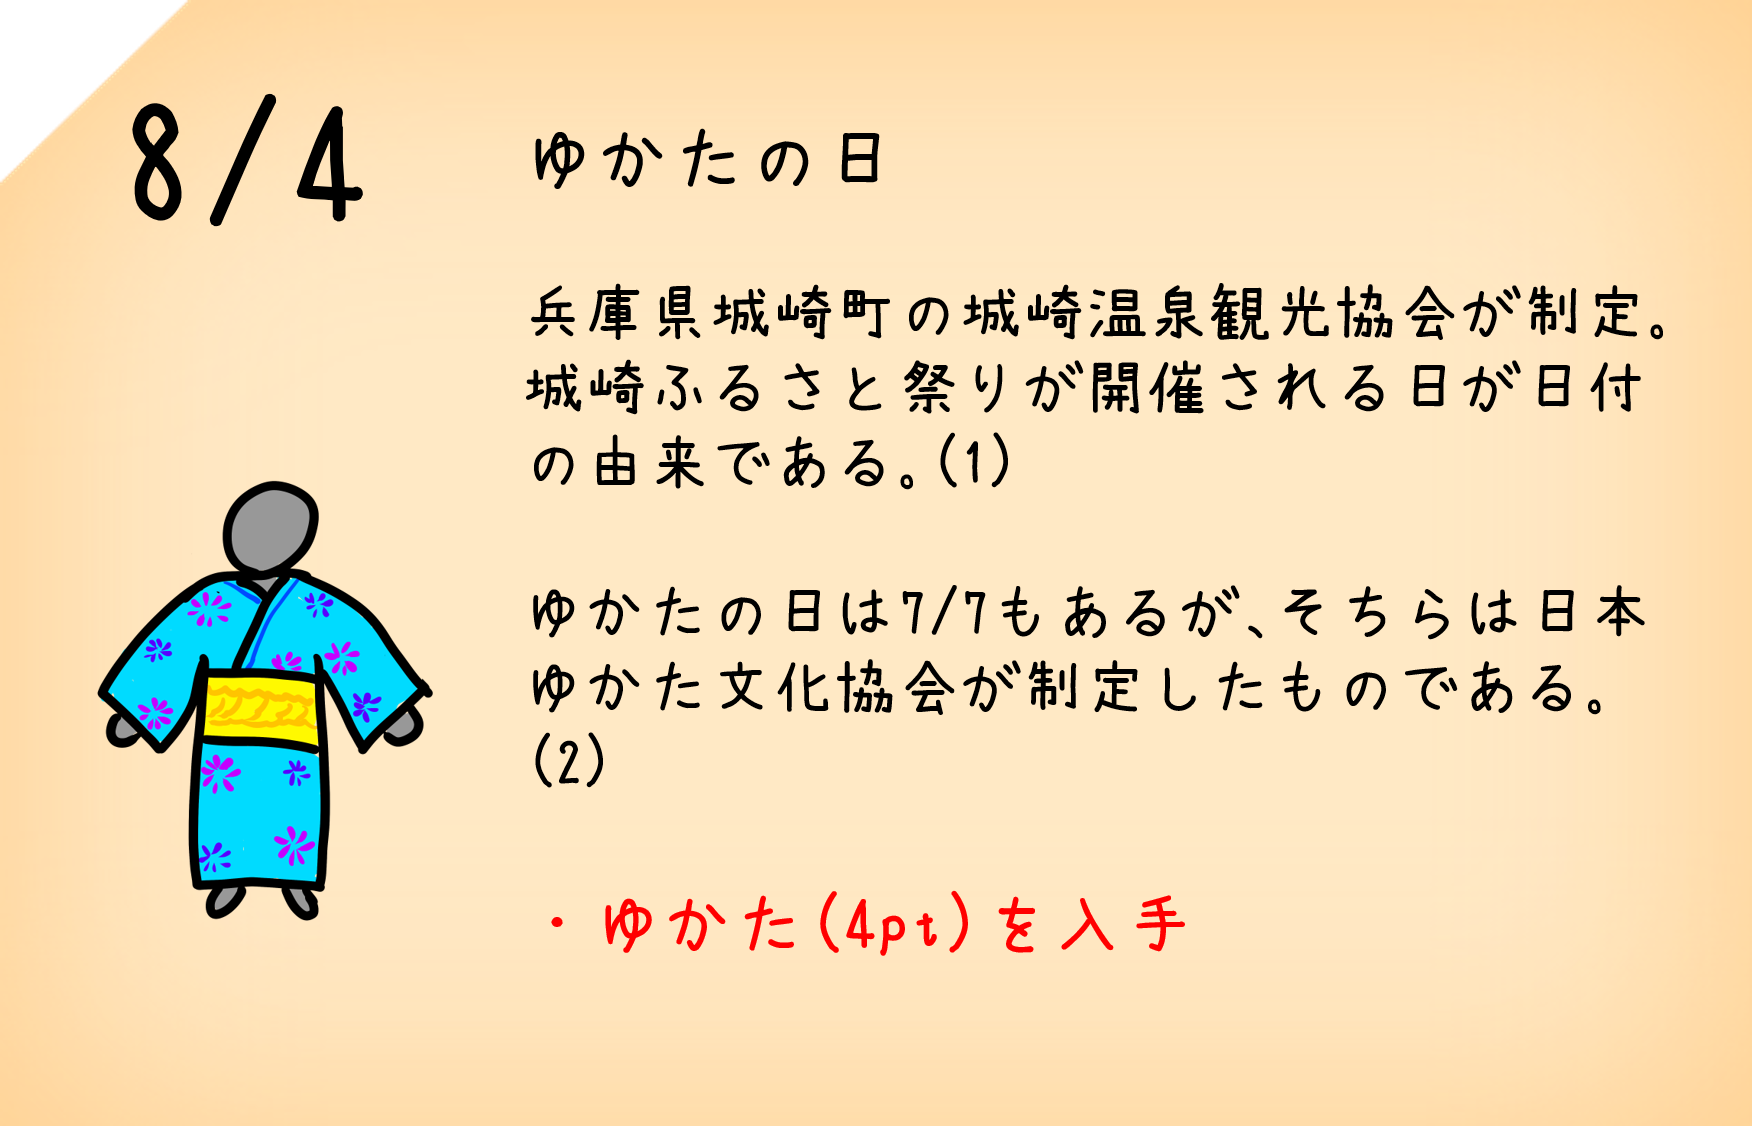 8/4
ゆかたの日
兵庫県城崎町の城崎温泉観光協会が制定。
城崎ふるさと祭りが開催される日が日付
の由来である。(1)
ゆかたの日は7/7もあるが、そちらは日本
ゆかた文化協会が制定したものである。
(2)
・ゆかた(4pt)を入手